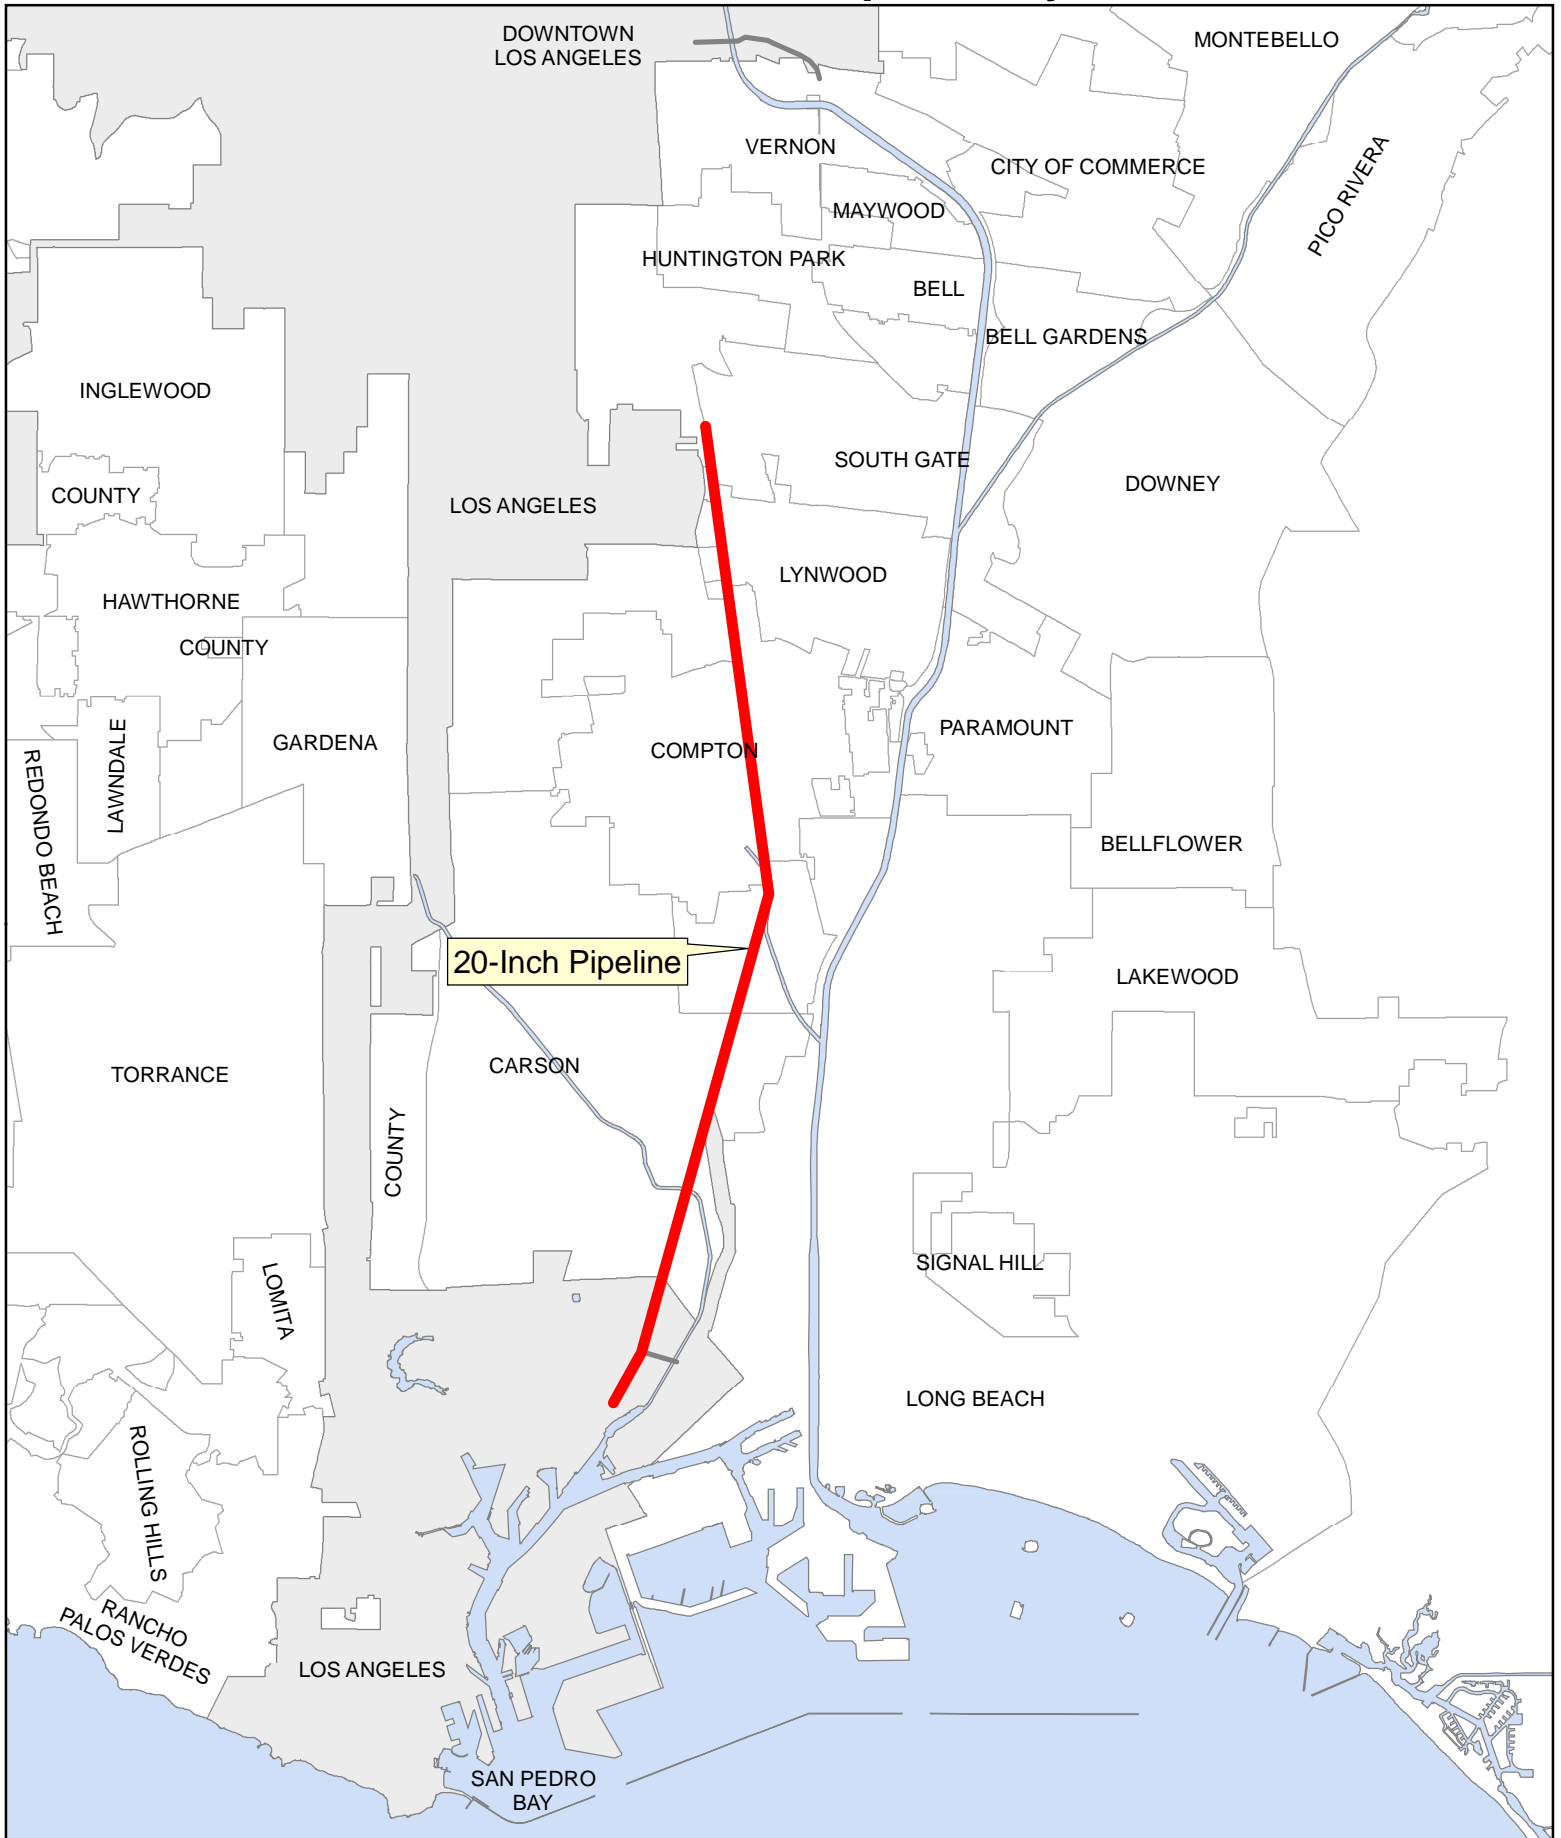 DOWNTOWN
LOS ANGELES
MONTEBELLO
VERNON
CITY OF COMMERCE
PICO RIVERA
MAYWOOD
HUNTINGTON PARK
BELL
BELL GARDENS
INGLEWOOD
SOUTH GATE
DOWNEY
COUNTY
LOS ANGELES
LYNWOOD
HAWTHORNE
COUNTY
PARAMOUNT
GARDENA
COMPTON
LAWNDALE
REDONDO BEACH
BELLFLOWER
20-Inch Pipeline
LAKEWOOD
CARSON
TORRANCE
COUNTY
SIGNAL HILL
LOMITA
LONG BEACH
ROLLING HILLS
RANCHO
PALOS VERDES
LOS ANGELES
SAN PEDRO
BAY